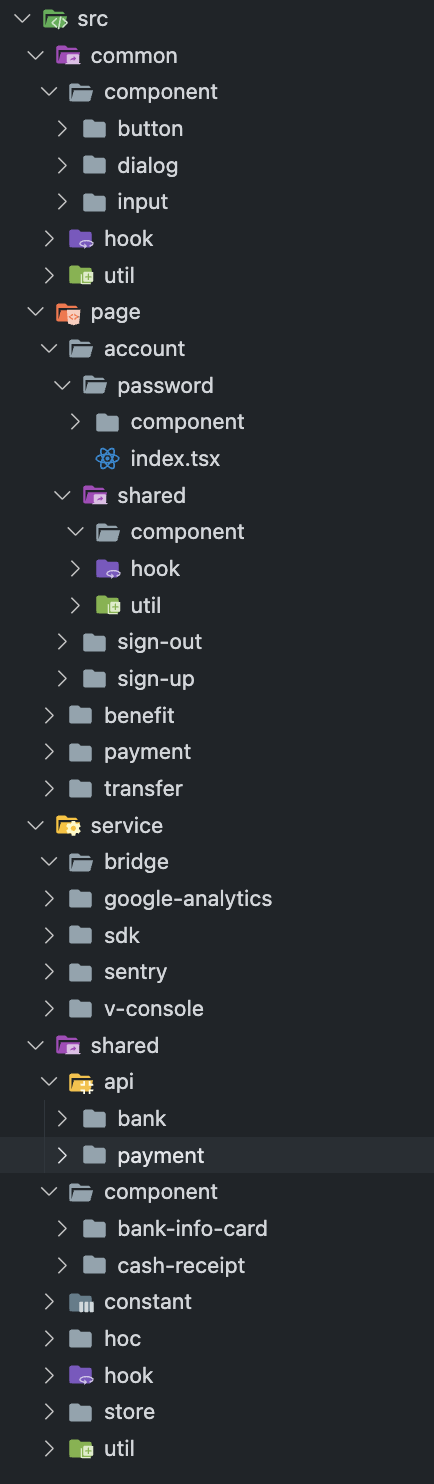 src
common
component
button
dialog
input
hook
util
page
account
password
component
index.tsx
shared
component
hook
util
sign-out
sign-up
benefit
payment
transfer
service
bridge
google-analytics
sdk
sentry
v-console
shared
api
bank
payment
component
bank-info-card
cash-receipt
constant
hoc
hook
store
util